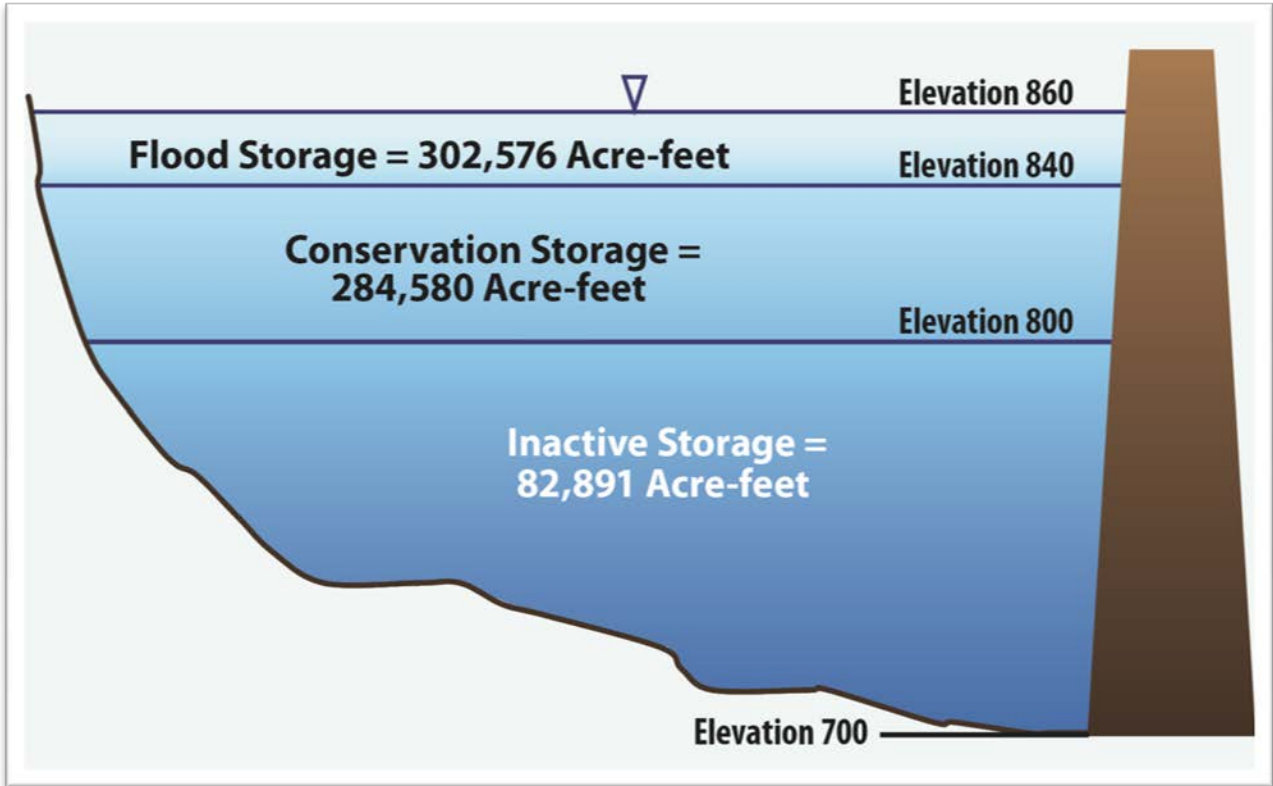 Elevation 860
Flood Storage = 302,576 Acre-feet
Elevation 840
Conservation Storage =
284,580 Acre-feet
Elevation 800
Inactive Storage =
82,891 Acre-feet
Elevation 700